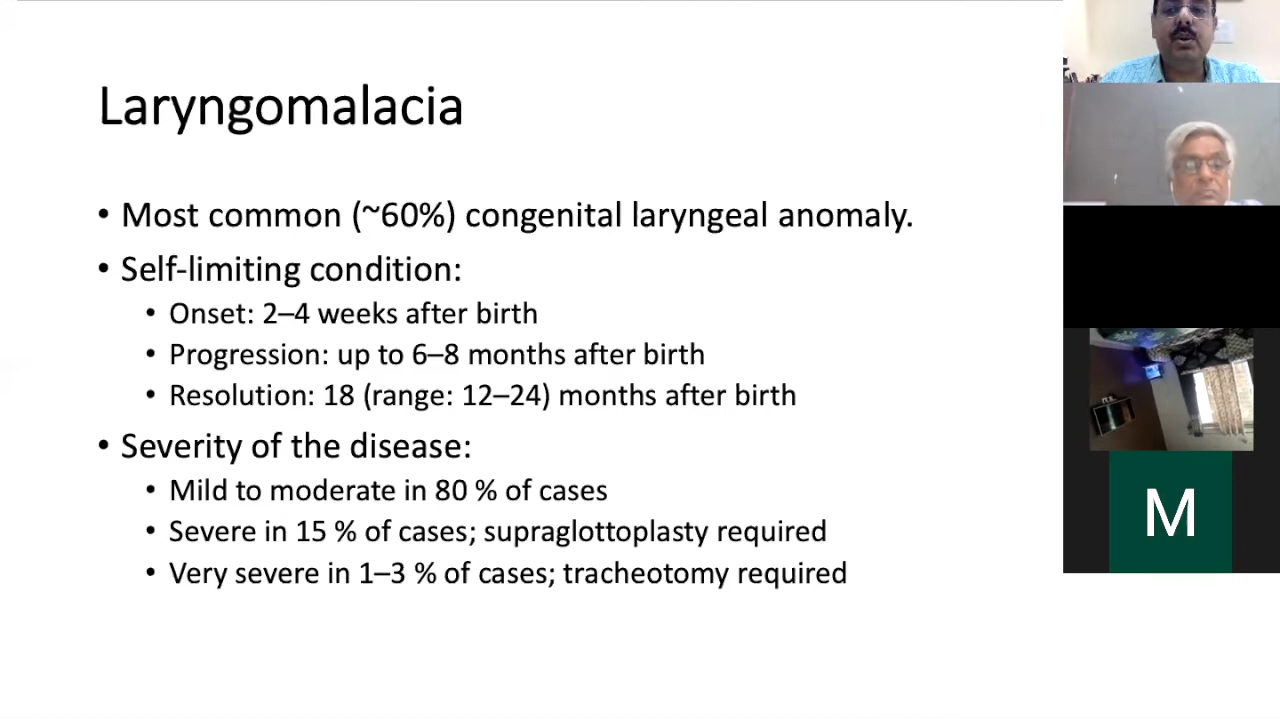 Laryngomalacia
• Most common (~60%) congenital laryngeal anomaly.
• Self-limiting condition:
• Onset: 2–4 weeks after birth
• Progression: up to 6–8 months after birth
• Resolution: 18 (range: 12–24) months after birth
• Severity of the disease:
• Mild to moderate in 80 % of cases
• Severe in 15 % of cases; supraglottoplasty required
• Very severe in 1–3 % of cases; tracheotomy required
M